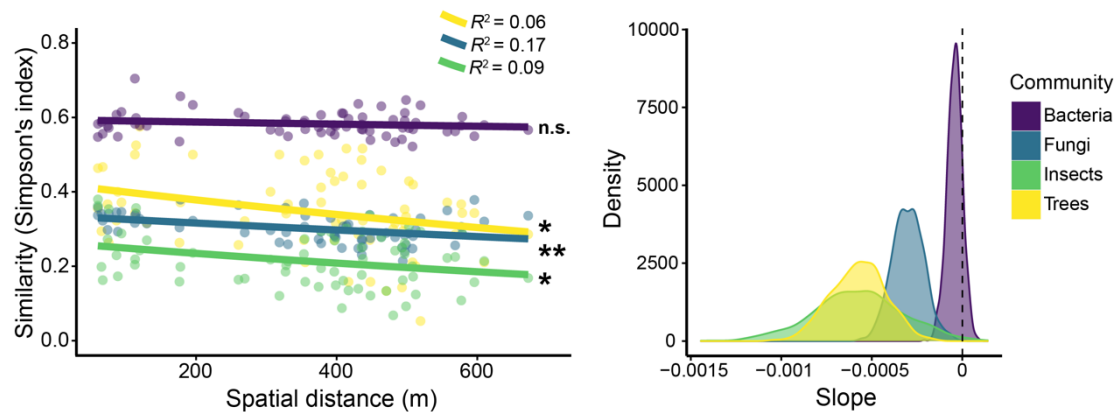 R² = 0.06
R² = 0.17
R² = 0.09
Similarity (Simpson's index)
0.8
0.6
0.4
0.2
0.0
n.s.
*
**
*
200
400
600
Spatial distance (m)
Density
10000
7500
5000
2500
0
−0.0015
−0.001
−0.0005
0
Slope
Community
Bacteria
Fungi
Insects
Trees